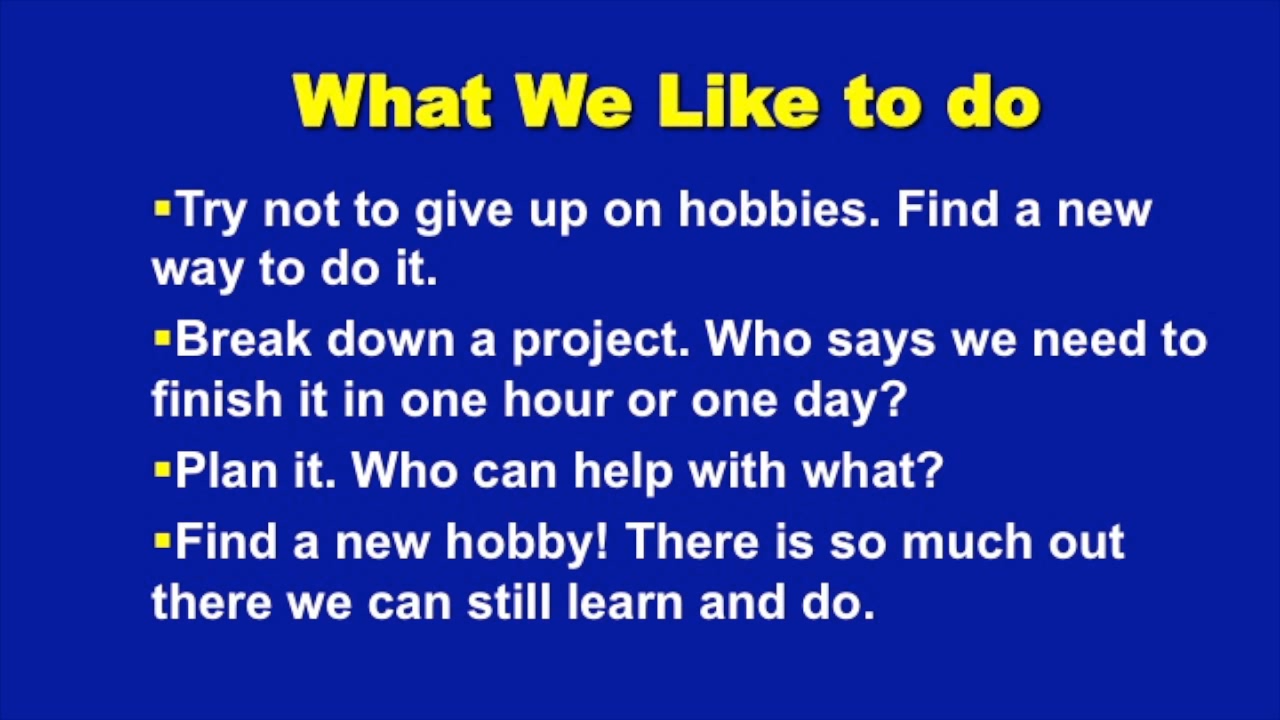 What We Like to do
▪Try not to give up on hobbies. Find a new
way to do it.
▪Break down a project. Who says we need to
finish it in one hour or one day?
▪Plan it. Who can help with what?
▪Find a new hobby! There is so much out
there we can still learn and do.